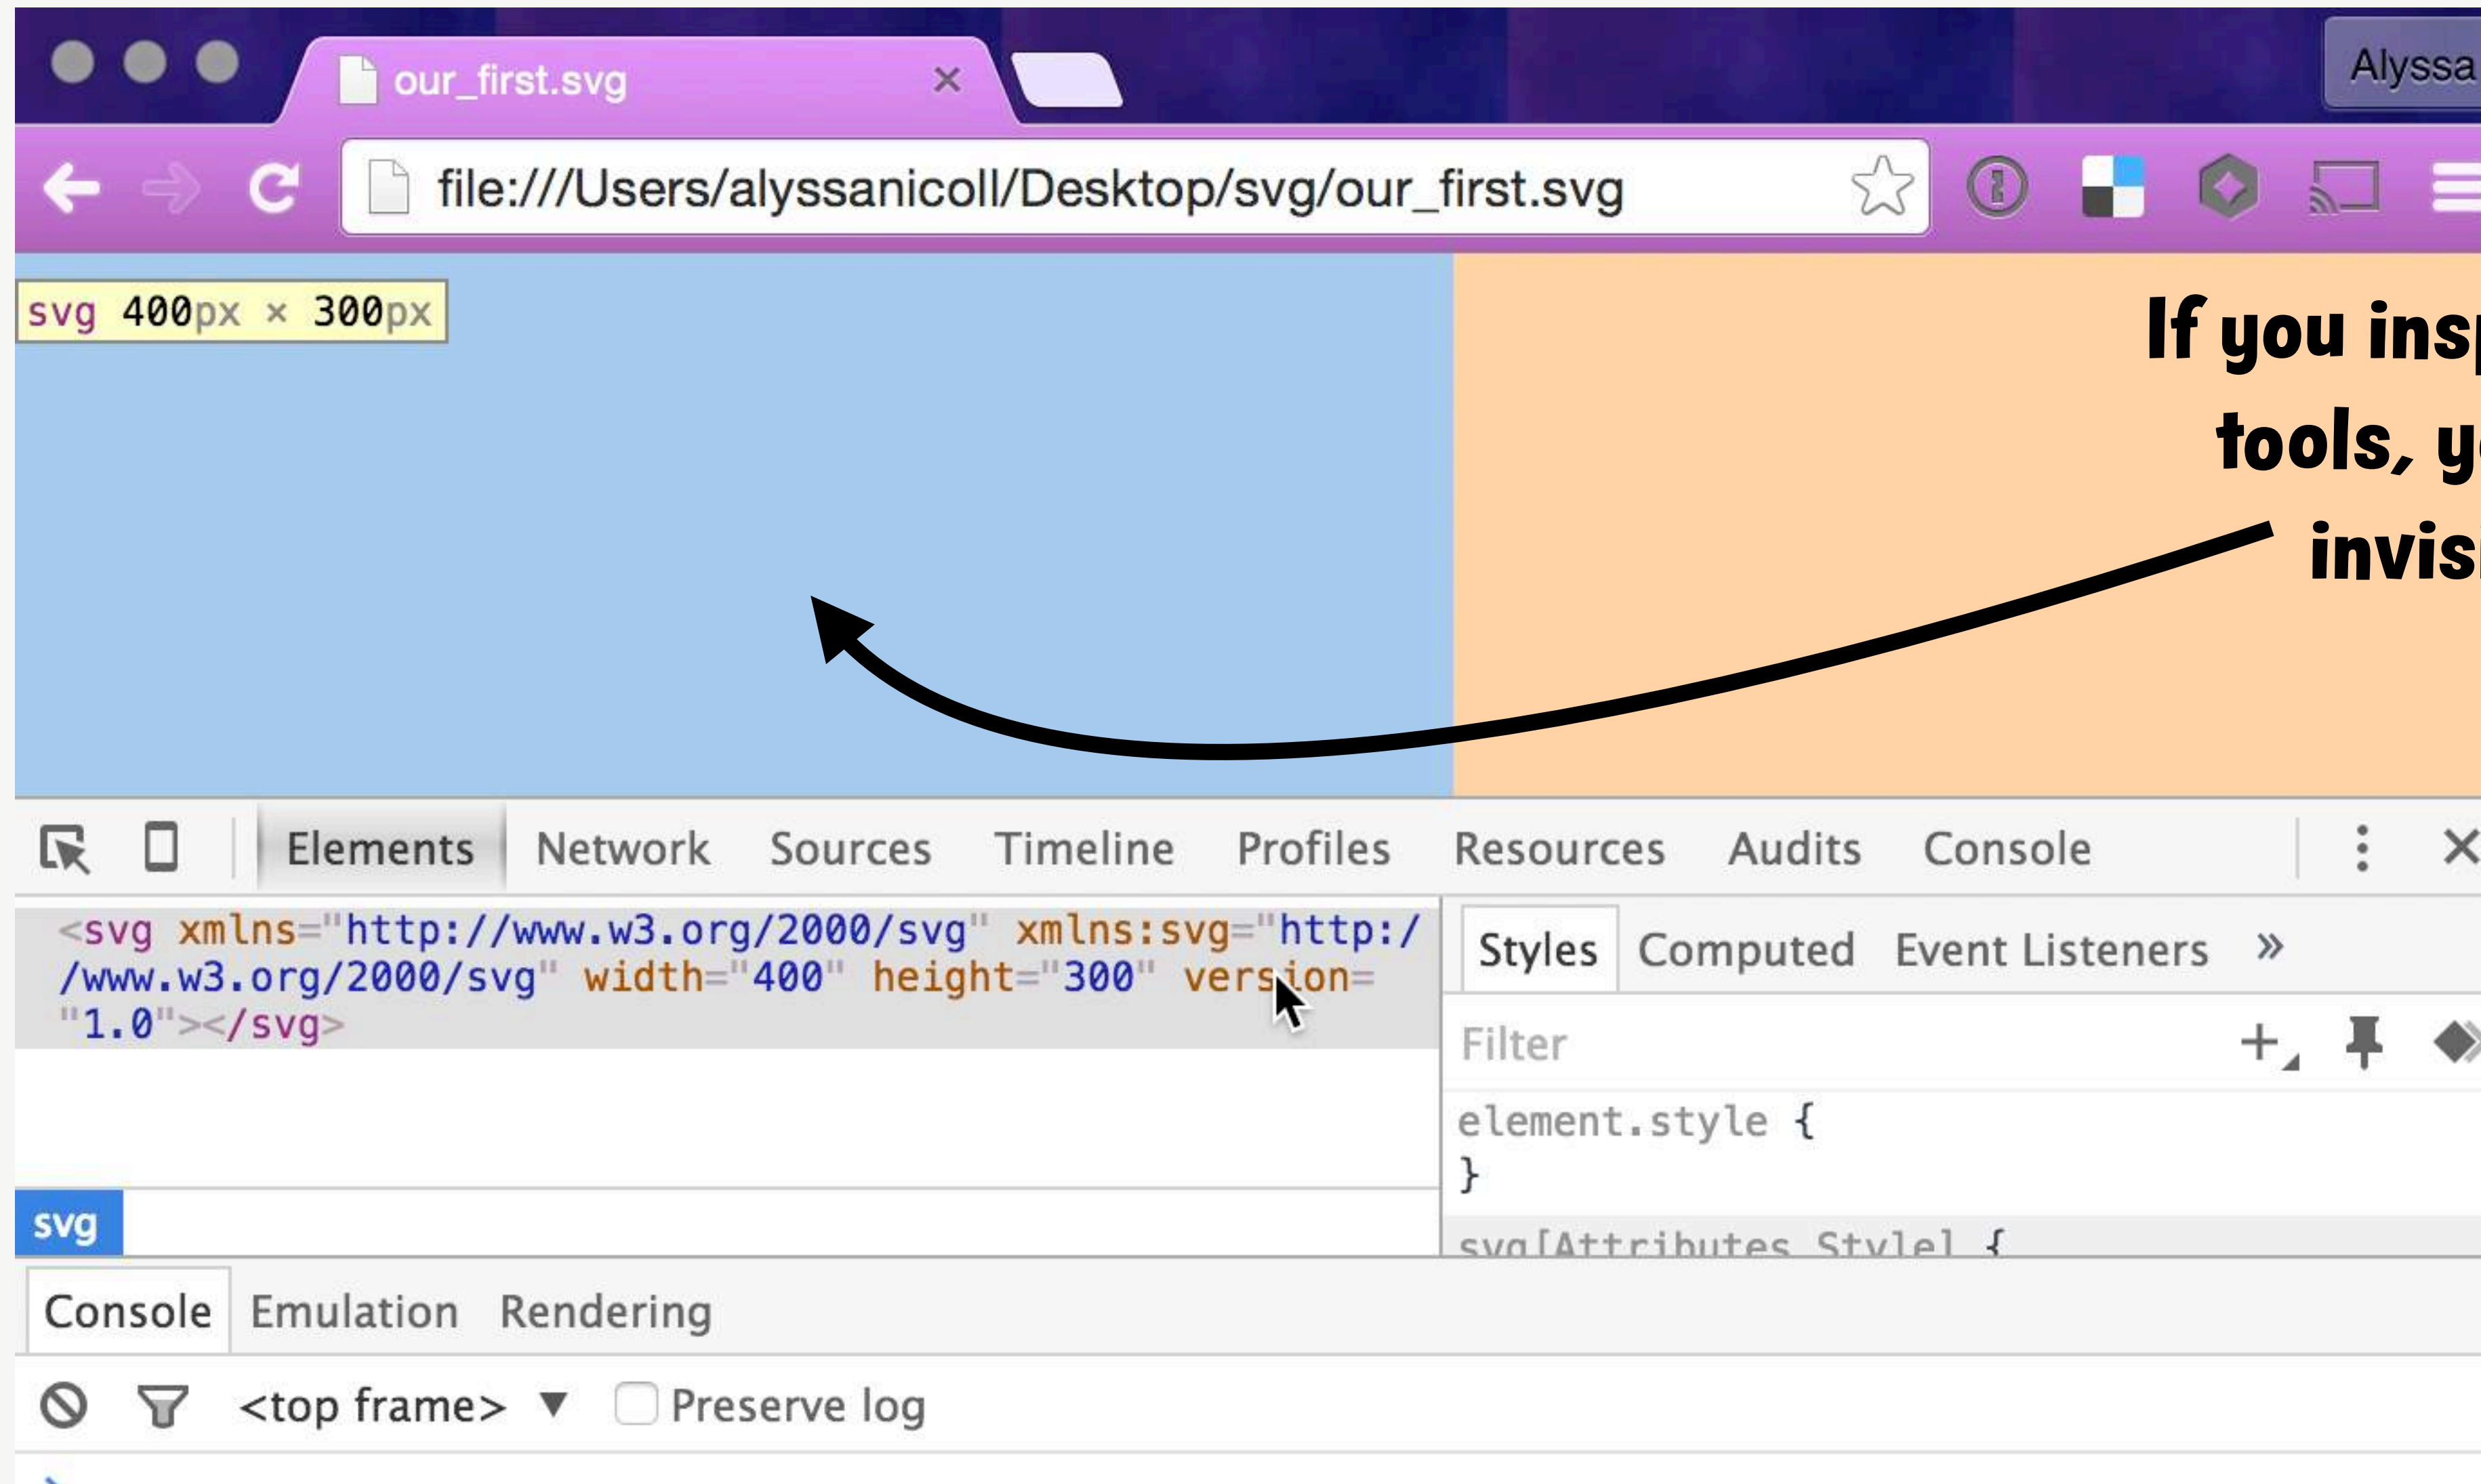 our_first.svg
Alyssa
file:///Users/alyssanicoll/Desktop/svg/our_first.svg
svg 400px × 300px
If you
tools,
Elements Network Sources Timeline Profiles Resources Audits Console
<svg xmlns="http://www.w3.org/2000/svg" xmlns:svg="http:/
/www.w3.org/2000/svg" width="400" height="300" version=
"1.0"></svg>
Styles Computed Event Listeners »
Filter
element.style {
}
svg[Attributes Style] {
svg
Console Emulation Rendering
<top frame> ▼ Preserve log